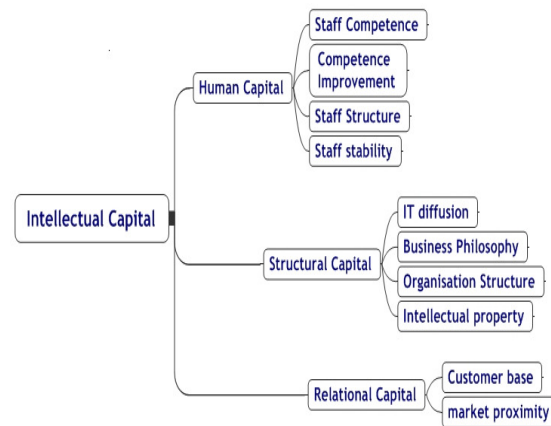 Intellectual Capital
Human Capital
Staff Competence
Competence
Improvement
Staff Structure
Staff stability
Structural Capital
IT diffusion
Business Philosophy
Organisation Structure
Intellectual property
Relational Capital
Customer base
market proximity